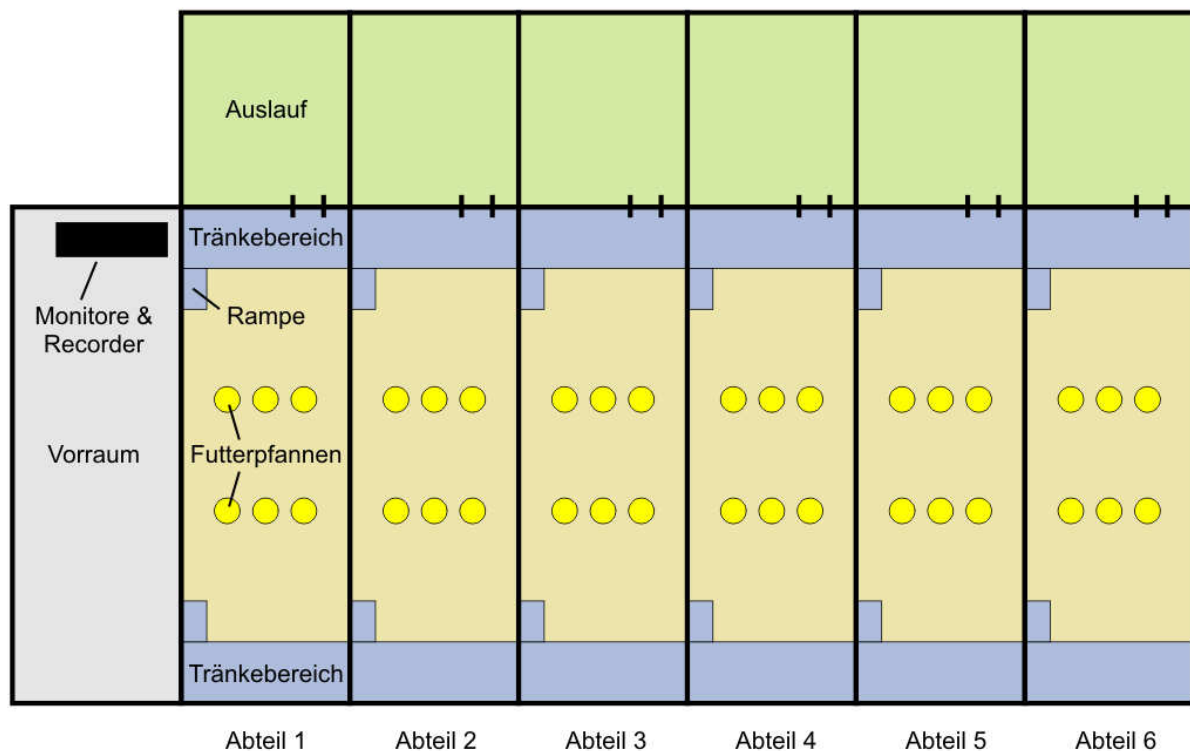 Auslauf
Tränkebereich
Monitore &
Recorder
Rampe
Vorraum
Futterpfannen
Tränkebereich
Abteil 1
Abteil 2
Abteil 3
Abteil 4
Abteil 5
Abteil 6